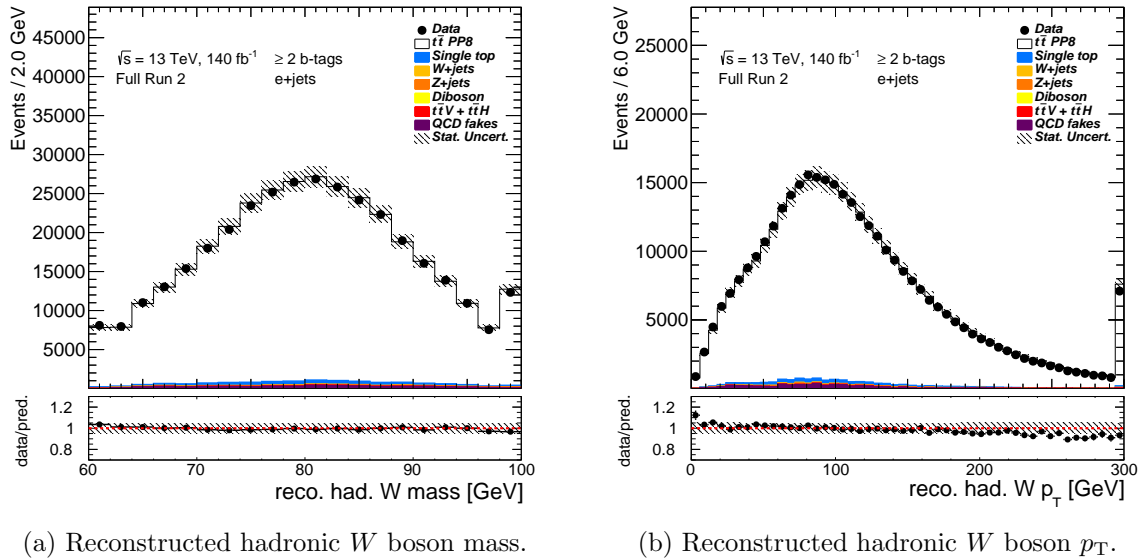 Events / 2.0 GeV
45000
40000
35000
30000
25000
20000
15000
10000
5000
√s = 13 TeV, 140 fb⁻¹
≥ 2 b-tags
Full Run 2
e+jets
Data
tt̄ PP8
Single top
W+jets
Z+jets
Diboson
tt̄V + tt̄H
QCD fakes
Stat. Uncert.
data/pred.
1.2
1
0.8
60 70 80 90 100
reco. had. W mass [GeV]
(a) Reconstructed hadronic W boson mass.
Events / 6.0 GeV
25000
20000
15000
10000
5000
√s = 13 TeV, 140 fb⁻¹
≥ 2 b-tags
Full Run 2
e+jets
Data
tt̄ PP8
Single top
W+jets
Z+jets
Diboson
tt̄V + tt̄H
QCD fakes
Stat. Uncert.
data/pred.
1.2
1
0.8
0 100 200 300
reco. had. W p_T [GeV]
(b) Reconstructed hadronic W boson p_T.